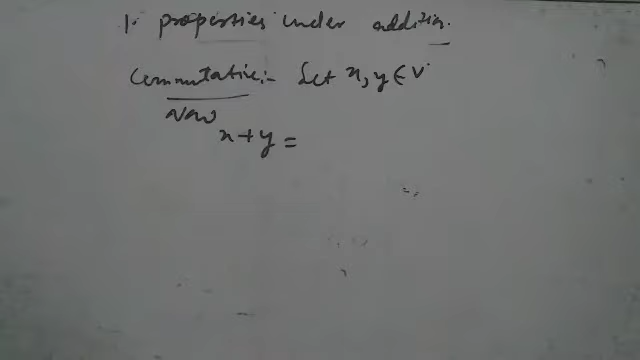 1. properties under addition.
Commutative:- Let x, y ∈ V
Now
x + y =